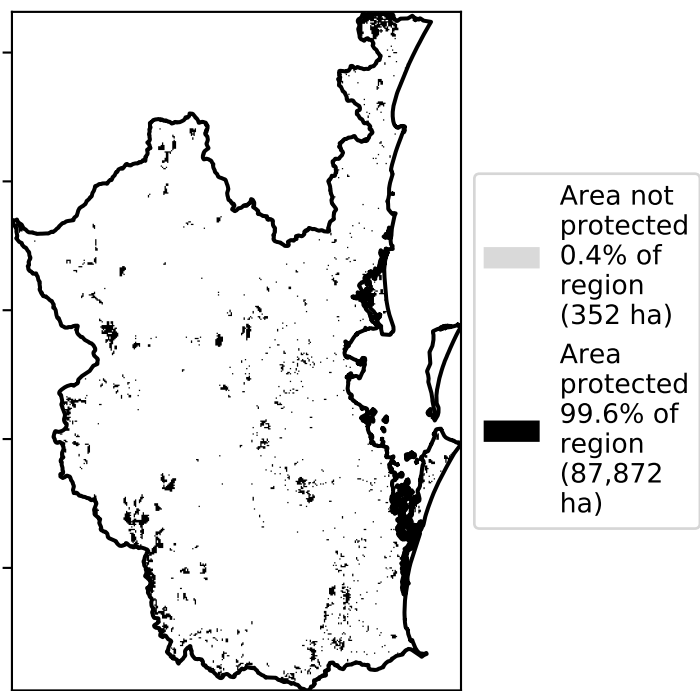 Area not
protected
0.4% of
region
(352 ha)
Area
protected
99.6% of
region
(87,872
ha)